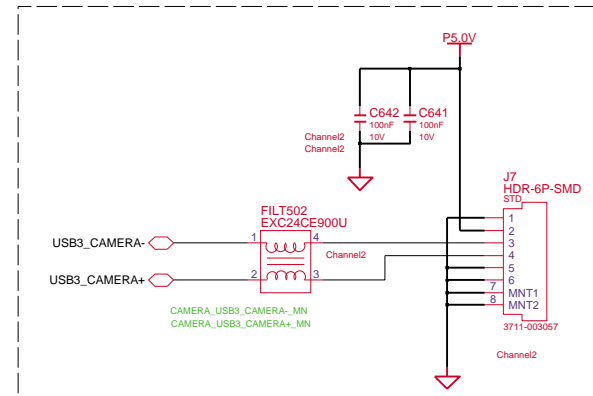 P5.0V
C642
100nF
10V
C641
100nF
10V
Channel2
Channel2
J7
HDR-6P-SMD
STD
1
2
3
4
5
6
7
MNT1
8
MNT2
3711-003057
Channel2
FILT502
EXC24CE900U
1
4
2
3
Channel2
USB3_CAMERA-
USB3_CAMERA+
CAMERA_USB3_CAMERA-_MN
CAMERA_USB3_CAMERA+_MN